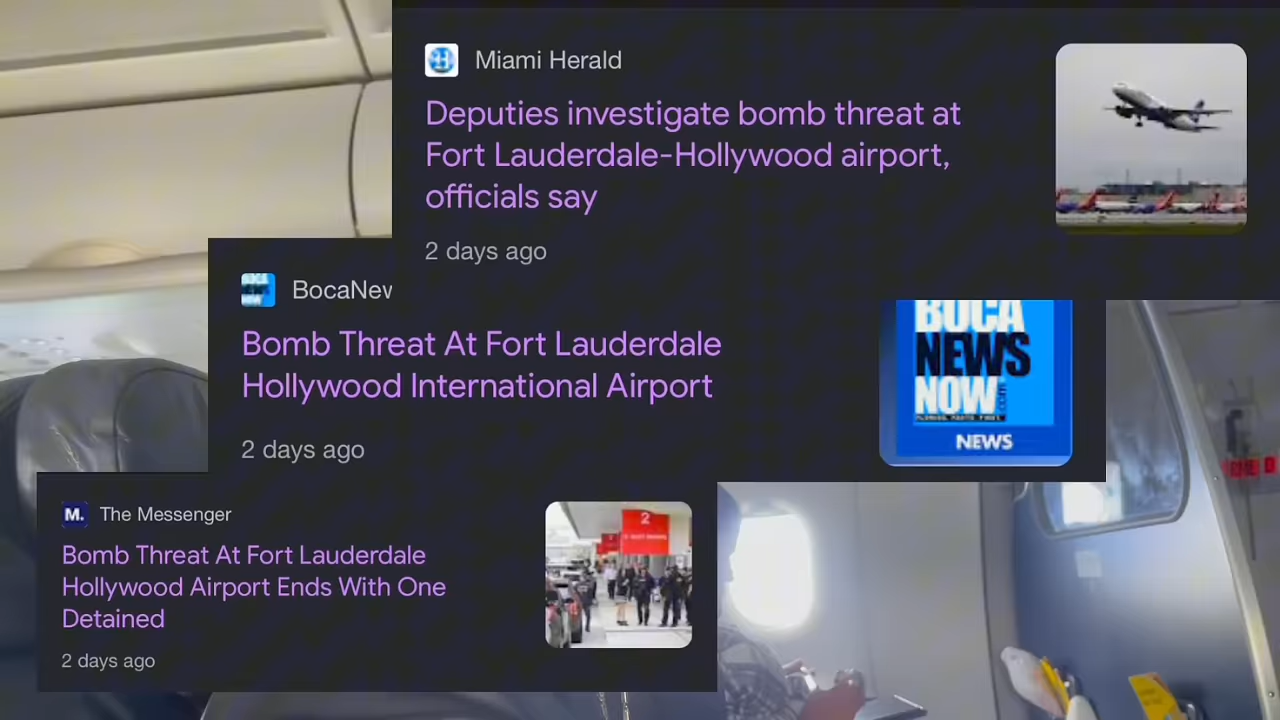 Miami Herald
Deputies investigate bomb threat at
Fort Lauderdale-Hollywood airport,
officials say
2 days ago
BocaNew
Bomb Threat At Fort Lauderdale
Hollywood International Airport
2 days ago
BOCA
NEWS
NOW
.com
NEWS
M. The Messenger
Bomb Threat At Fort Lauderdale
Hollywood Airport Ends With One
Detained
2 days ago
2